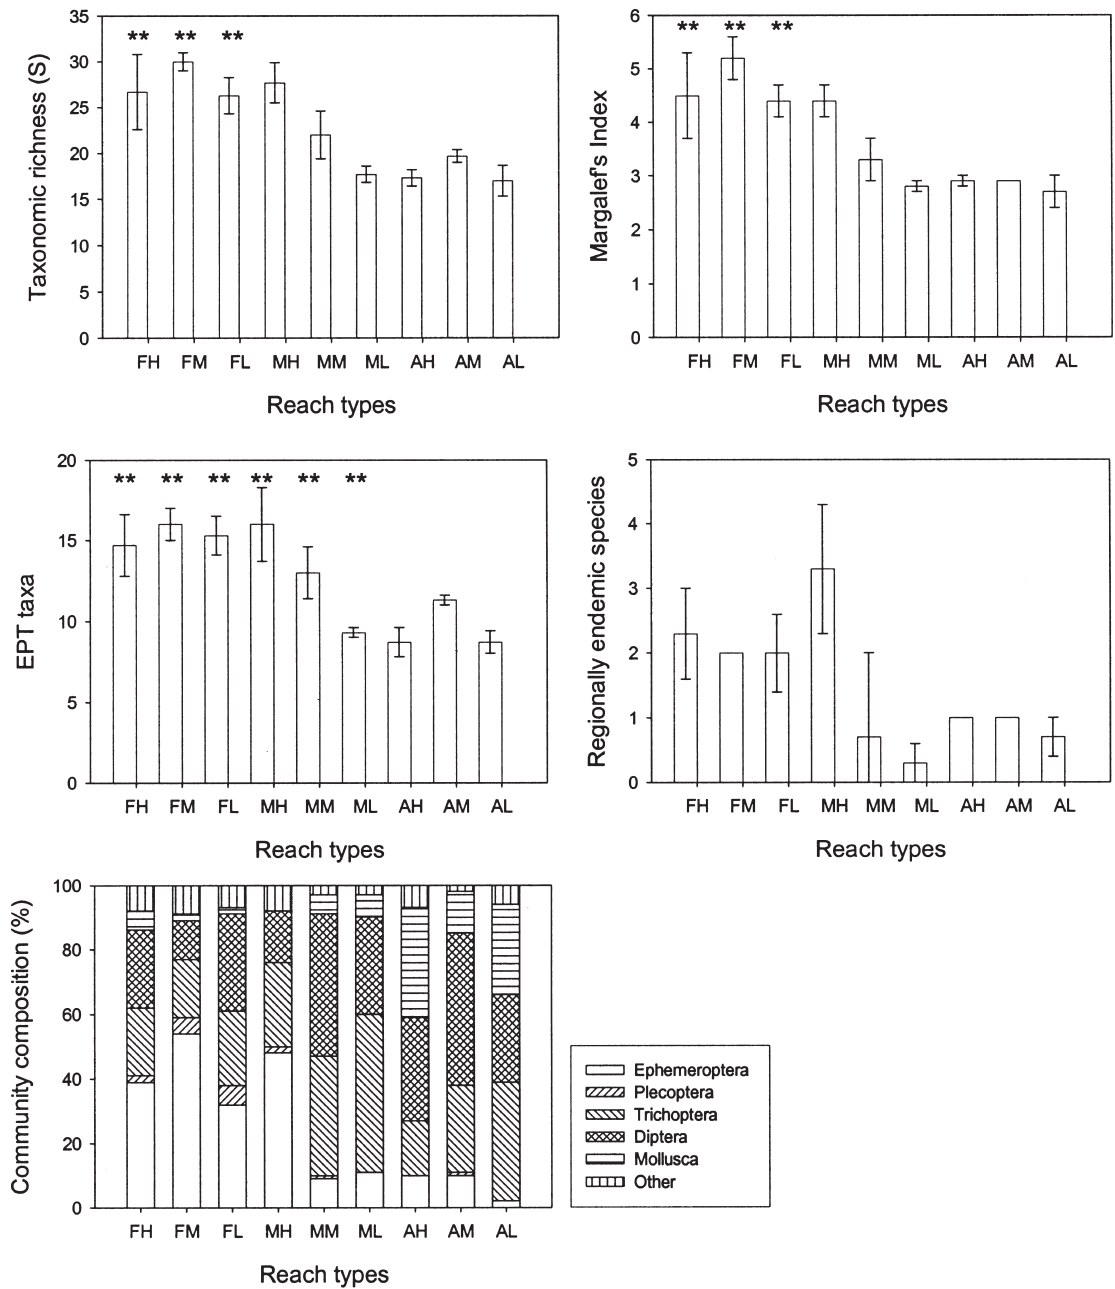 Taxonomic richness (S)
35
30
25
20
15
10
5
0
** ** **
FH FM FL MH MM ML AH AM AL
Reach types
Margalef's Index
6
5
4
3
2
1
0
** ** **
FH FM FL MH MM ML AH AM AL
Reach types
EPT taxa
20
15
10
5
0
** ** ** ** ** **
FH FM FL MH MM ML AH AM AL
Reach types
Regionally endemic species
5
4
3
2
1
0
FH FM FL MH MM ML AH AM AL
Reach types
Community composition (%)
100
80
60
40
20
0
FH FM FL MH MM ML AH AM AL
Reach types
Ephemeroptera
Plecoptera
Trichoptera
Diptera
Mollusca
Other